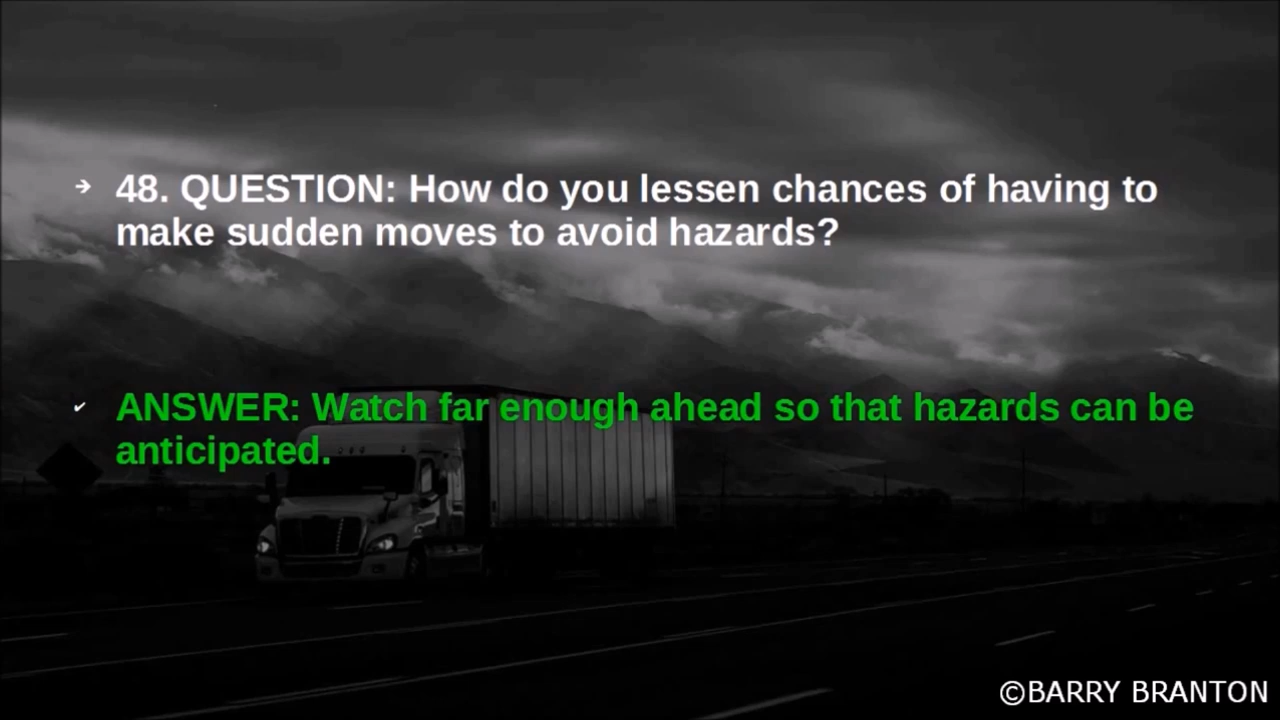 48. QUESTION: How do you lessen chances of having to
make sudden moves to avoid hazards?
ANSWER: Watch far enough ahead so that hazards can be
anticipated.
©BARRY BRANTON